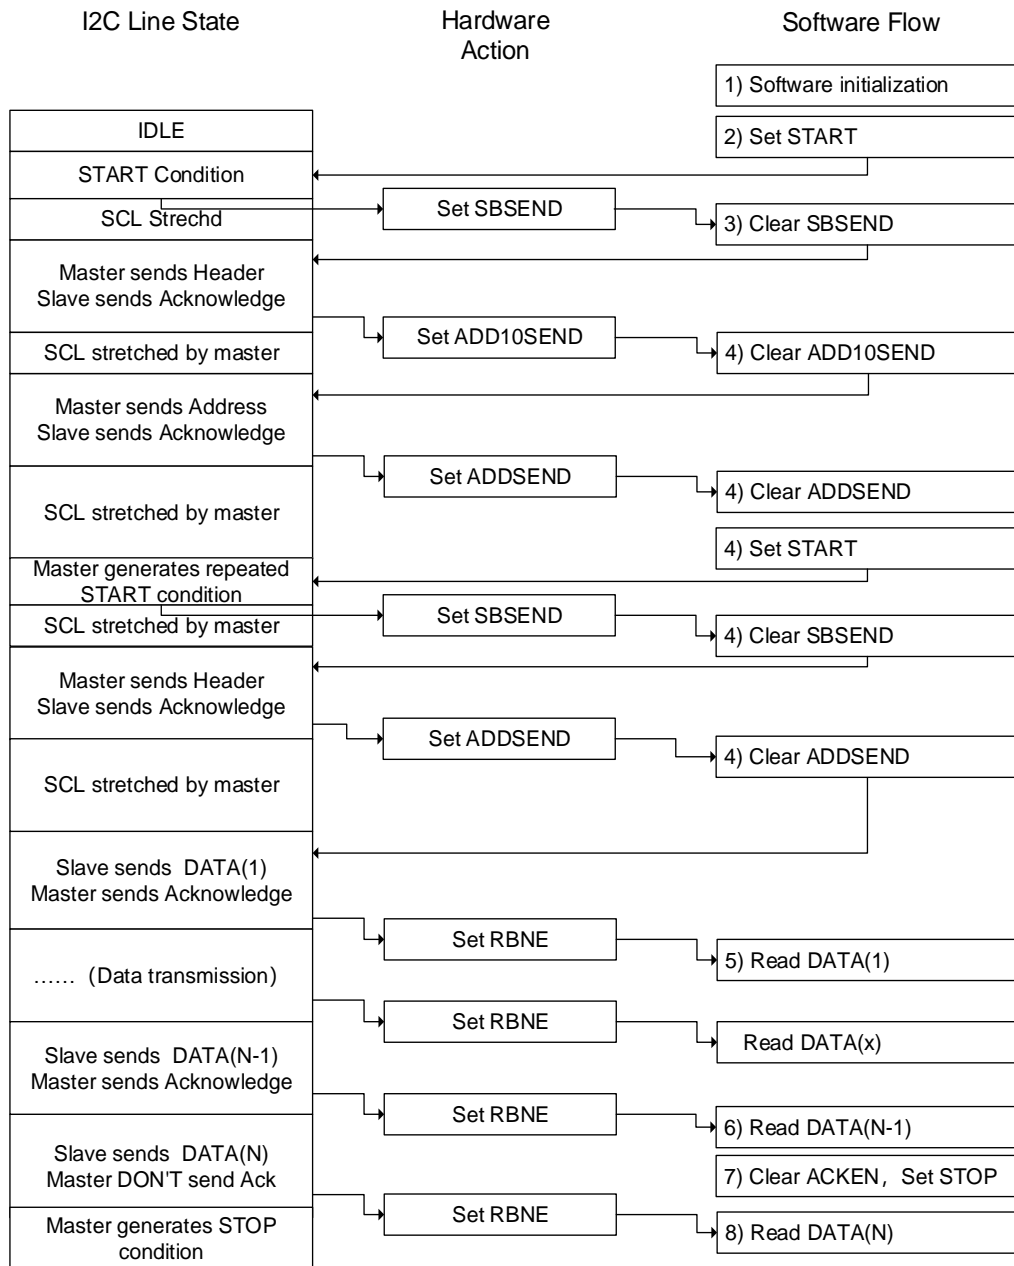 I2C Line State
Hardware
Action
Software Flow
1) Software initialization
IDLE
2) Set START
START Condition
Set SBSEND
SCL Strechd
3) Clear SBSEND
Master sends Header
Slave sends Acknowledge
Set ADD10SEND
SCL stretched by master
4) Clear ADD10SEND
Master sends Address
Slave sends Acknowledge
Set ADDSEND
4) Clear ADDSEND
SCL stretched by master
4) Set START
Master generates repeated
START condition
Set SBSEND
SCL stretched by master
4) Clear SBSEND
Master sends Header
Slave sends Acknowledge
Set ADDSEND
4) Clear ADDSEND
SCL stretched by master
Slave sends DATA(1)
Master sends Acknowledge
Set RBNE
5) Read DATA(1)
...... (Data transmission)
Set RBNE
Read DATA(x)
Slave sends DATA(N-1)
Master sends Acknowledge
Set RBNE
6) Read DATA(N-1)
Slave sends DATA(N)
Master DON'T send Ack
7) Clear ACKEN, Set STOP
Set RBNE
8) Read DATA(N)
Master generates STOP
condition